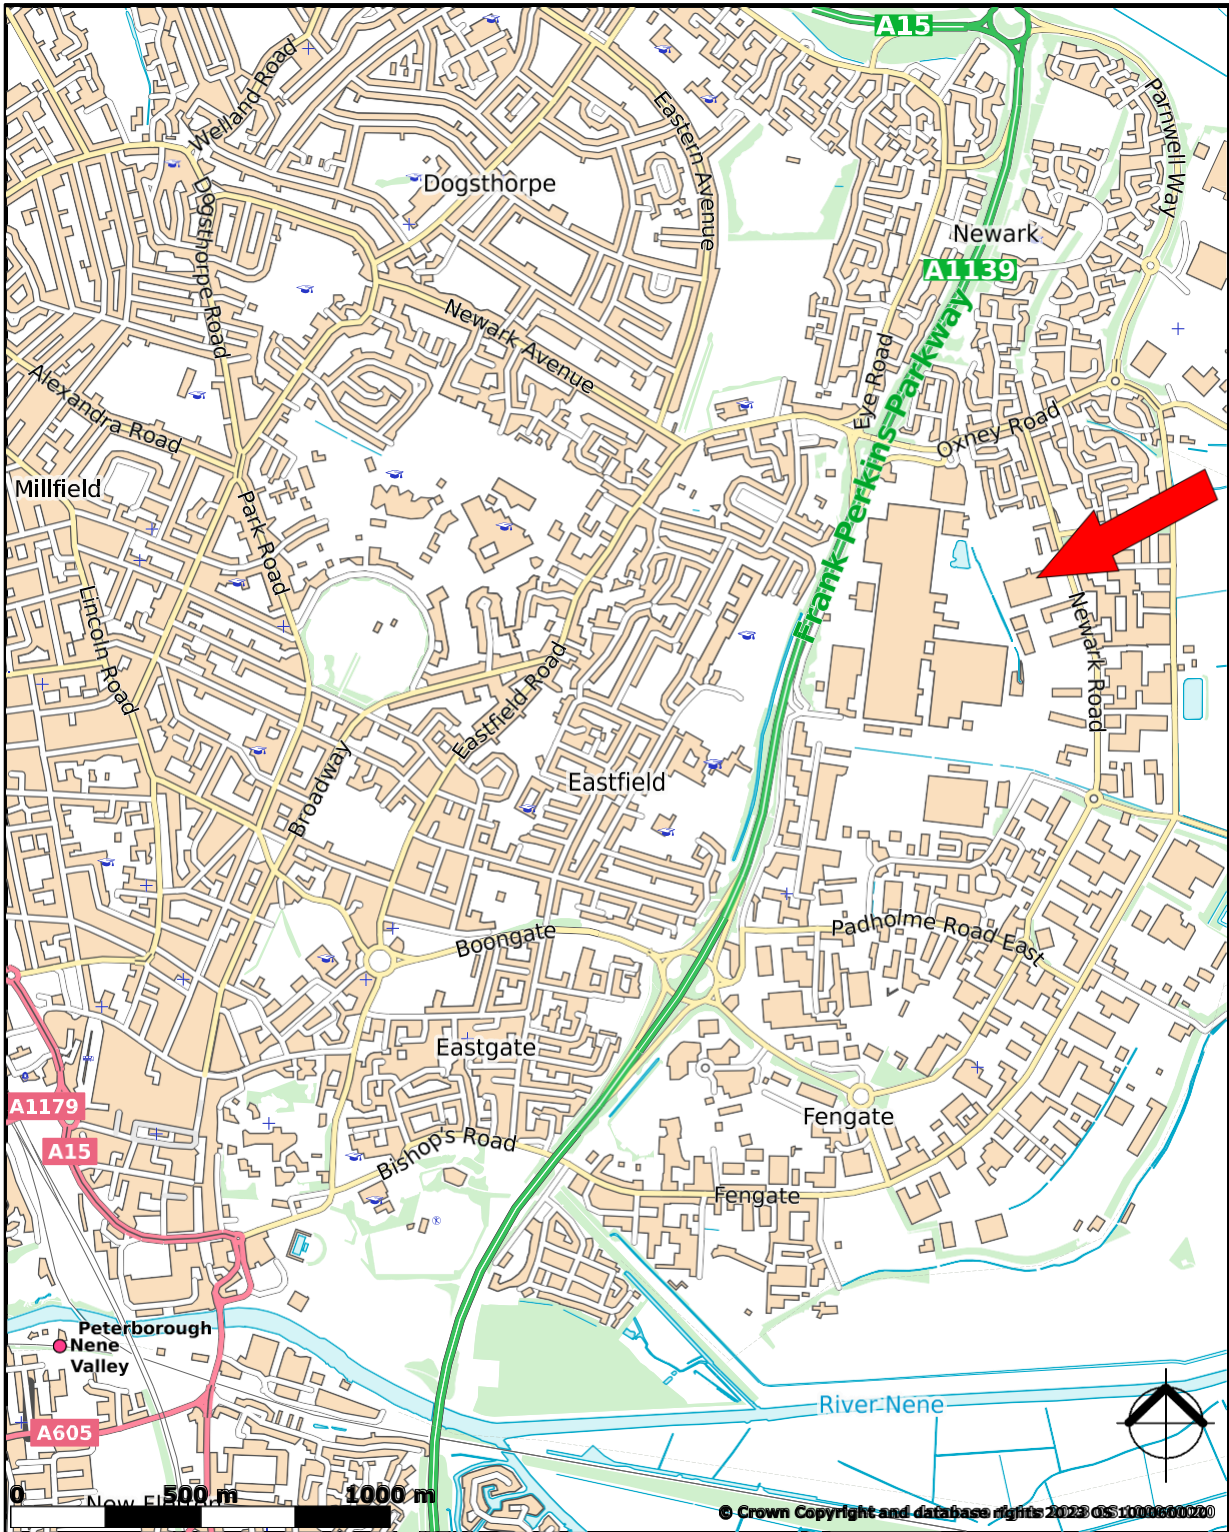 A15
Welland Road
Eastern Avenue
Parnwell Way
Dogsthorpe
Dogsthorpe Road
Newark
A1139
Newark Avenue
Eye Road
Frank Perkins Parkway
Alexandra Road
Oxney Road
Millfield
Park Road
Lincoln Road
Newark Road
Eastfield Road
Broadway
Eastfield
Boongate
Padholme Road East
Eastgate
A1179
Fengate
A15
Bishop's Road
Fengate
Peterborough
Nene
Valley
River Nene
A605
0 500 m 1000 m
© Crown Copyright and database rights